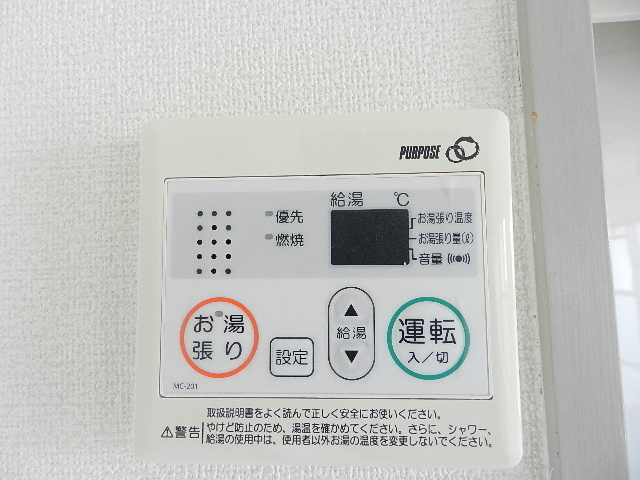 PURPOSE
給湯 ℃
優先
燃焼
お湯張り温度
お湯張り量(ℓ)
音量
お湯
張り
設定
▲
給湯
▼
運転
入/切
MC-201
取扱説明書をよく読んで正しく安全にお使いください。
⚠警告 やけど防止のため、湯温を確かめてください。さらに、シャワー、
給湯の使用中は、使用者以外お湯の温度を変更しないでください。